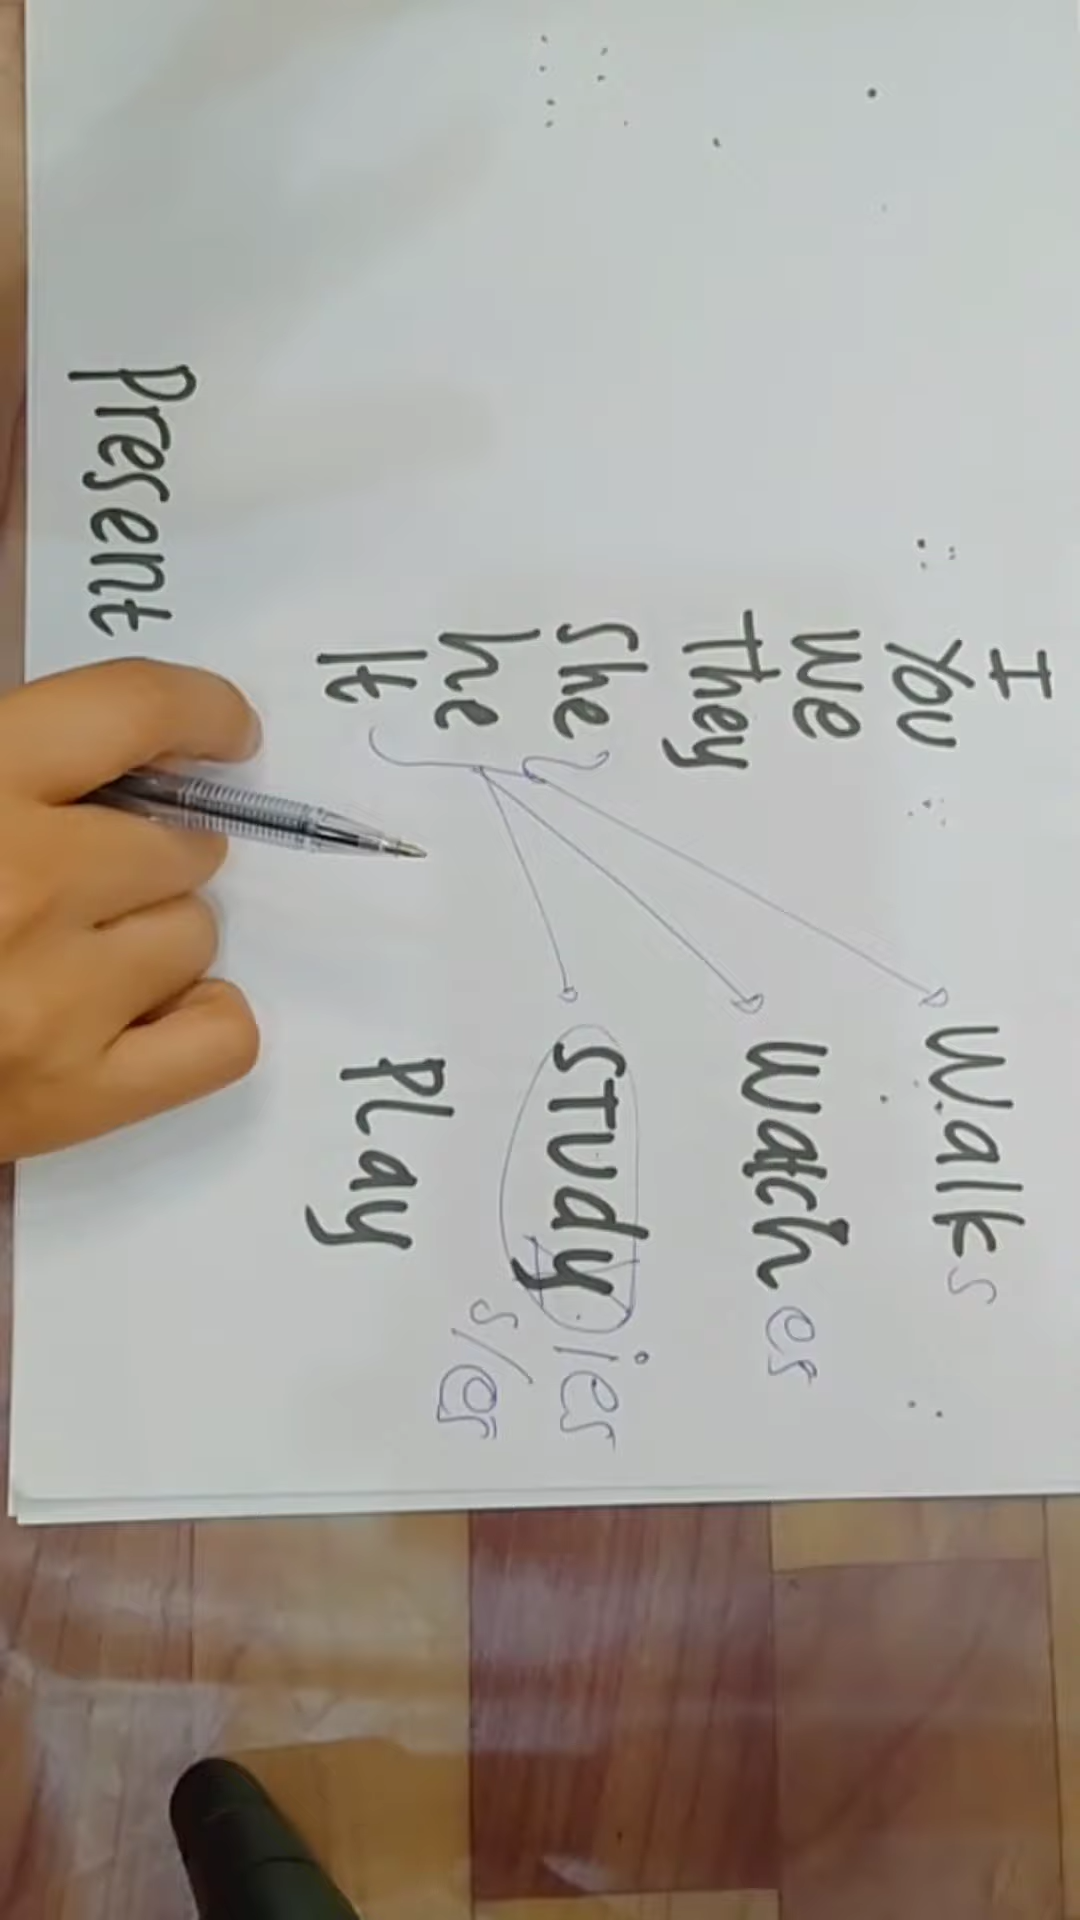 I
You
We
They
She
he
It
Walks
Watches
Study ies
s/es
PLay
Present